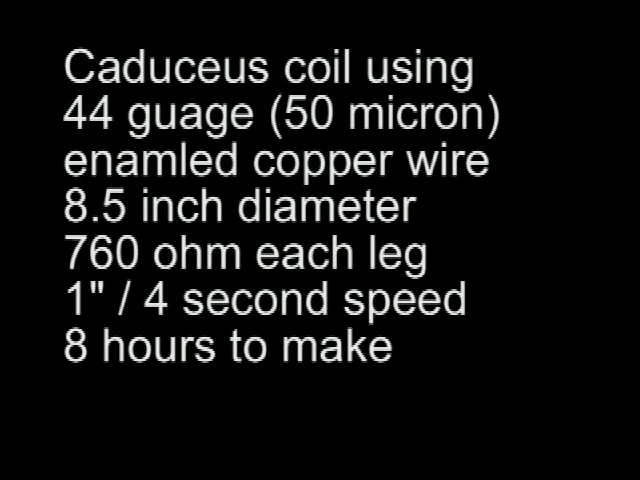 Caduceus coil using
44 guage (50 micron)
enamled copper wire
8.5 inch diameter
760 ohm each leg
1" / 4 second speed
8 hours to make